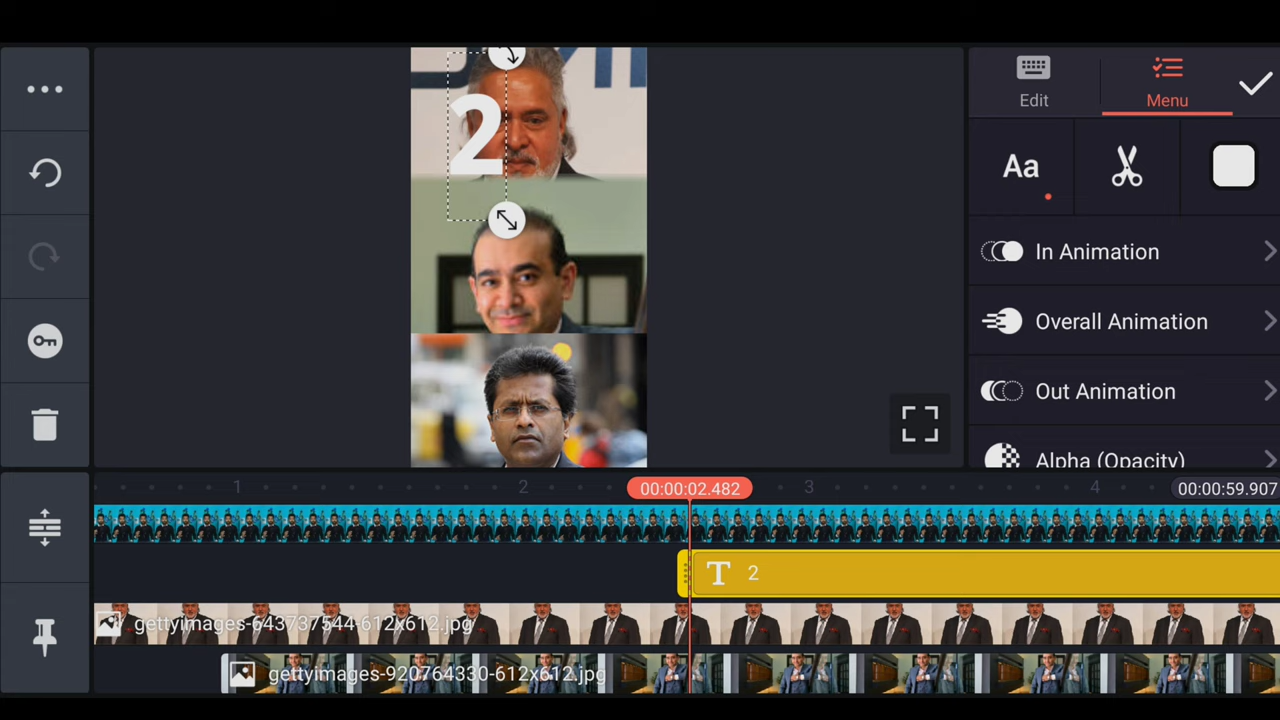 Edit
Menu
2
Aa
In Animation
Overall Animation
Out Animation
Alpha (Opacity)
1
2
00:00:02.482
3
4
00:00:59.907
T 2
gettyimages-643737544-612x612.jpg
gettyimages-920764330-612x612.jpg